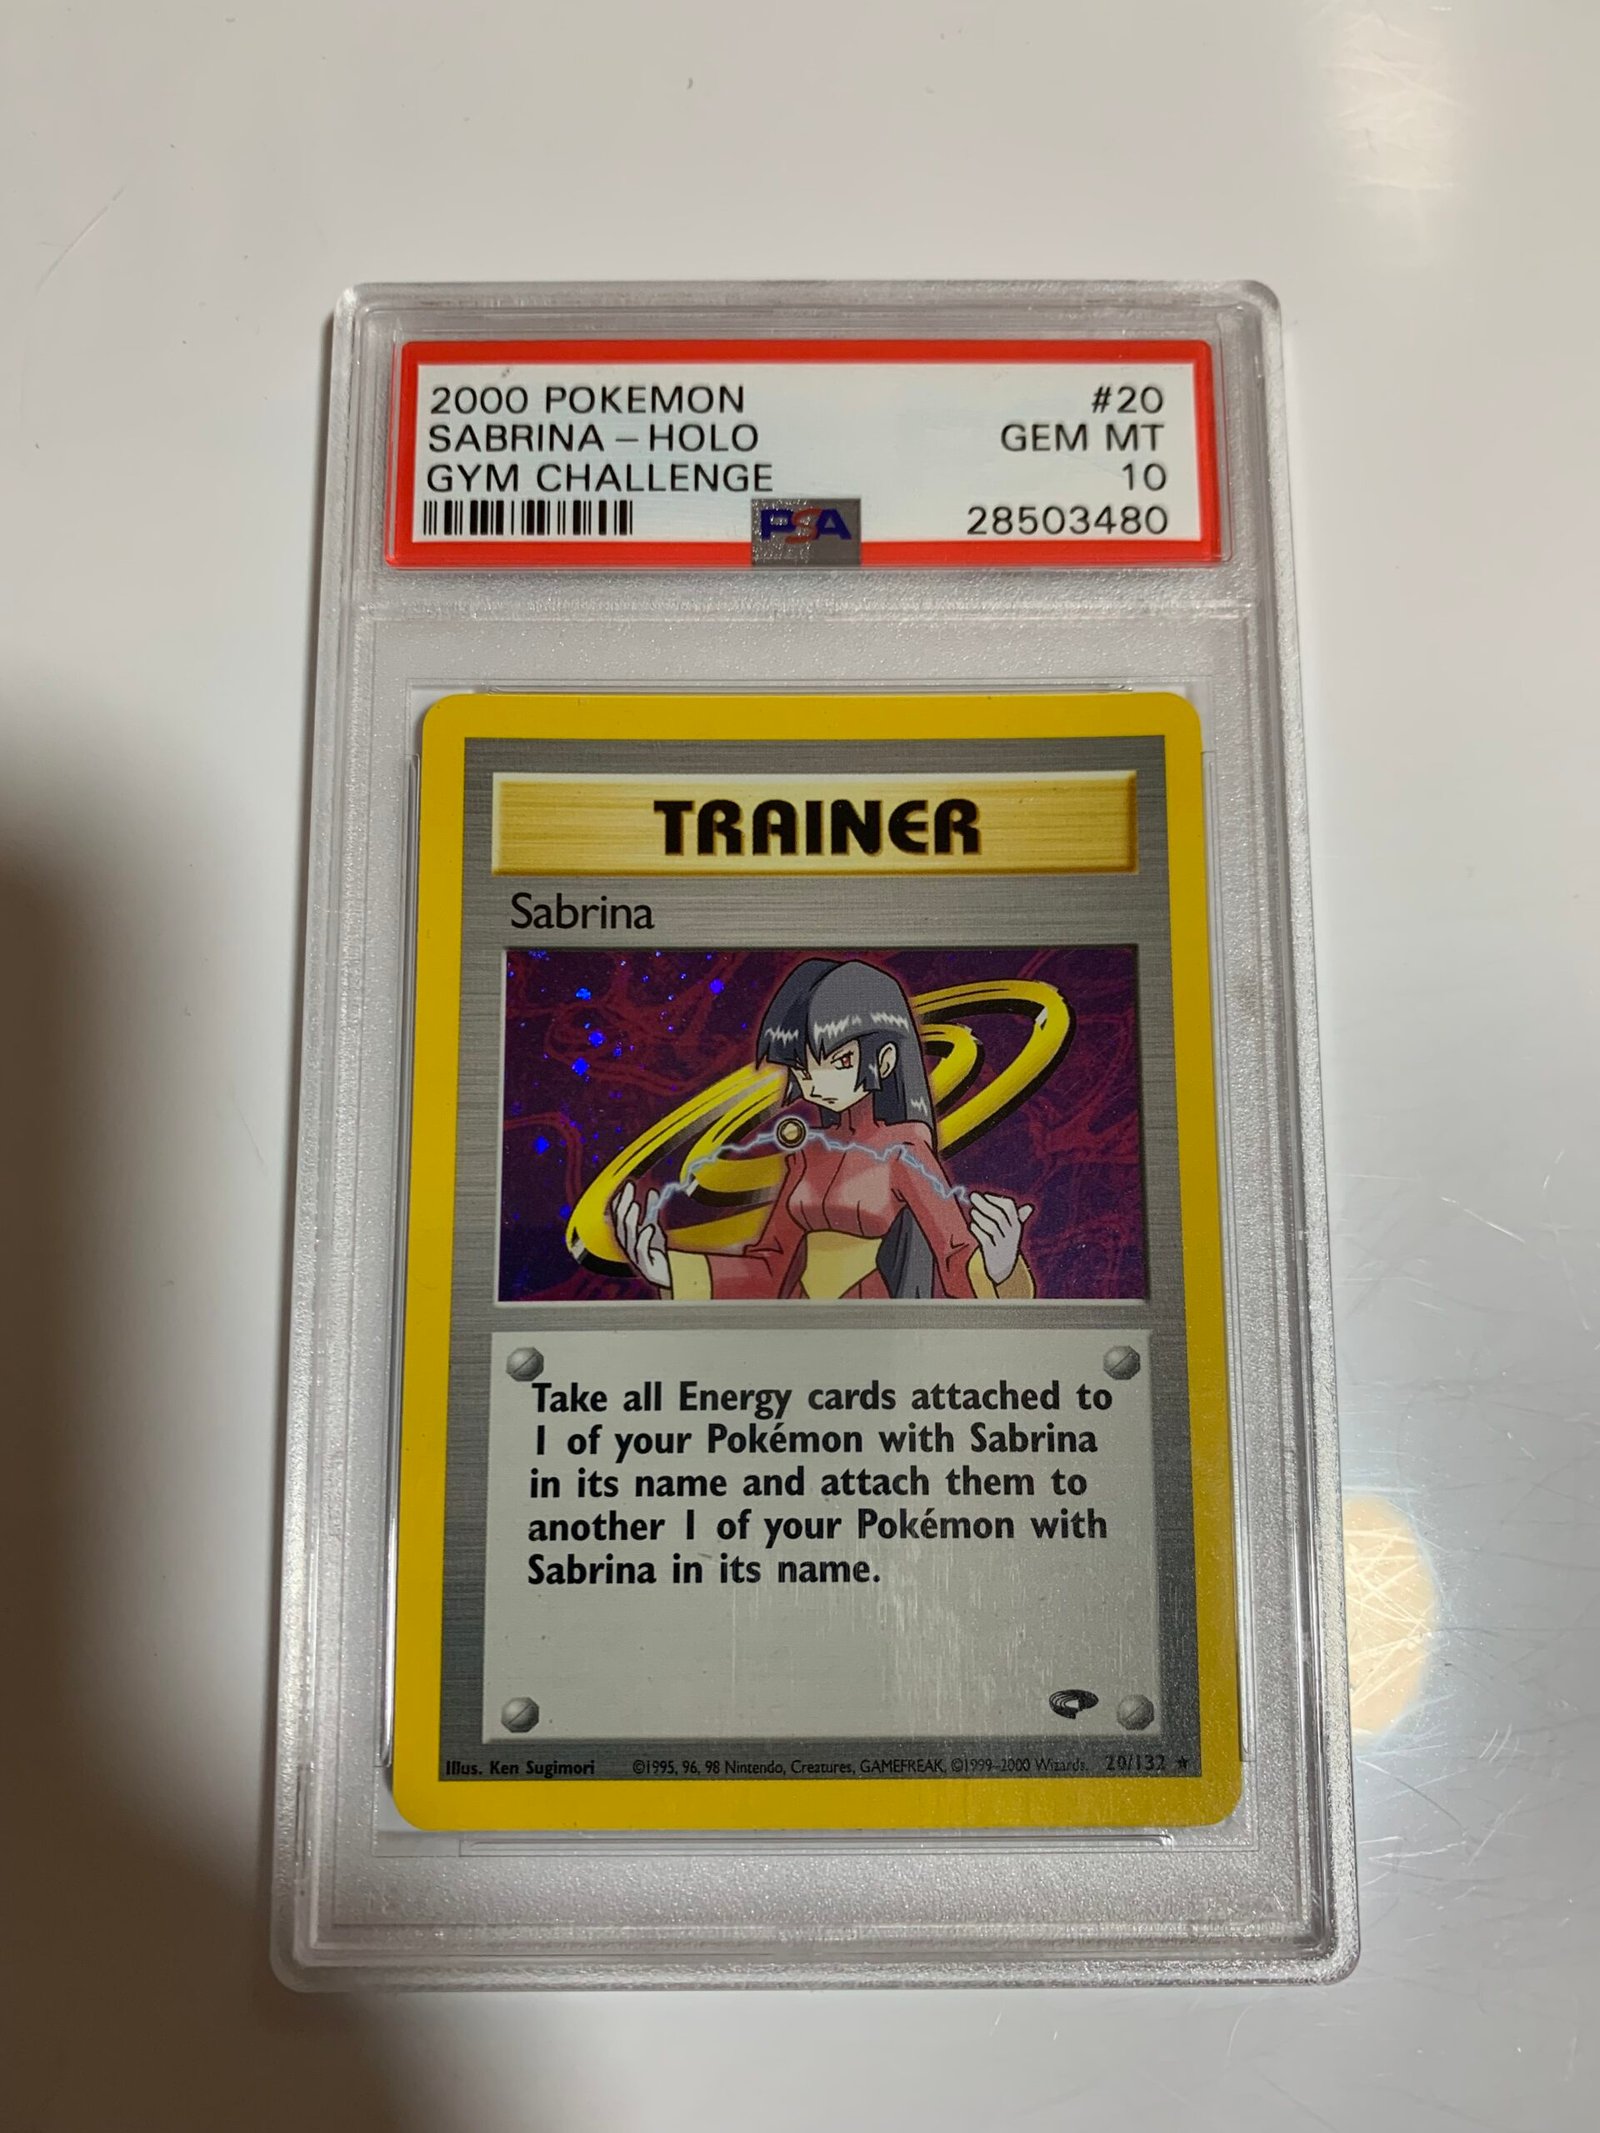 2000 POKEMON #20
SABRINA – HOLO GEM MT
GYM CHALLENGE 10
PSA 28503480
TRAINER
Sabrina
Take all Energy cards attached to
1 of your Pokémon with Sabrina
in its name and attach them to
another 1 of your Pokémon with
Sabrina in its name.
Illus. Ken Sugimori ©1995, 96, 98 Nintendo, Creatures, GAMEFREAK, ©1999-2000 Wizards. 20/132 ★